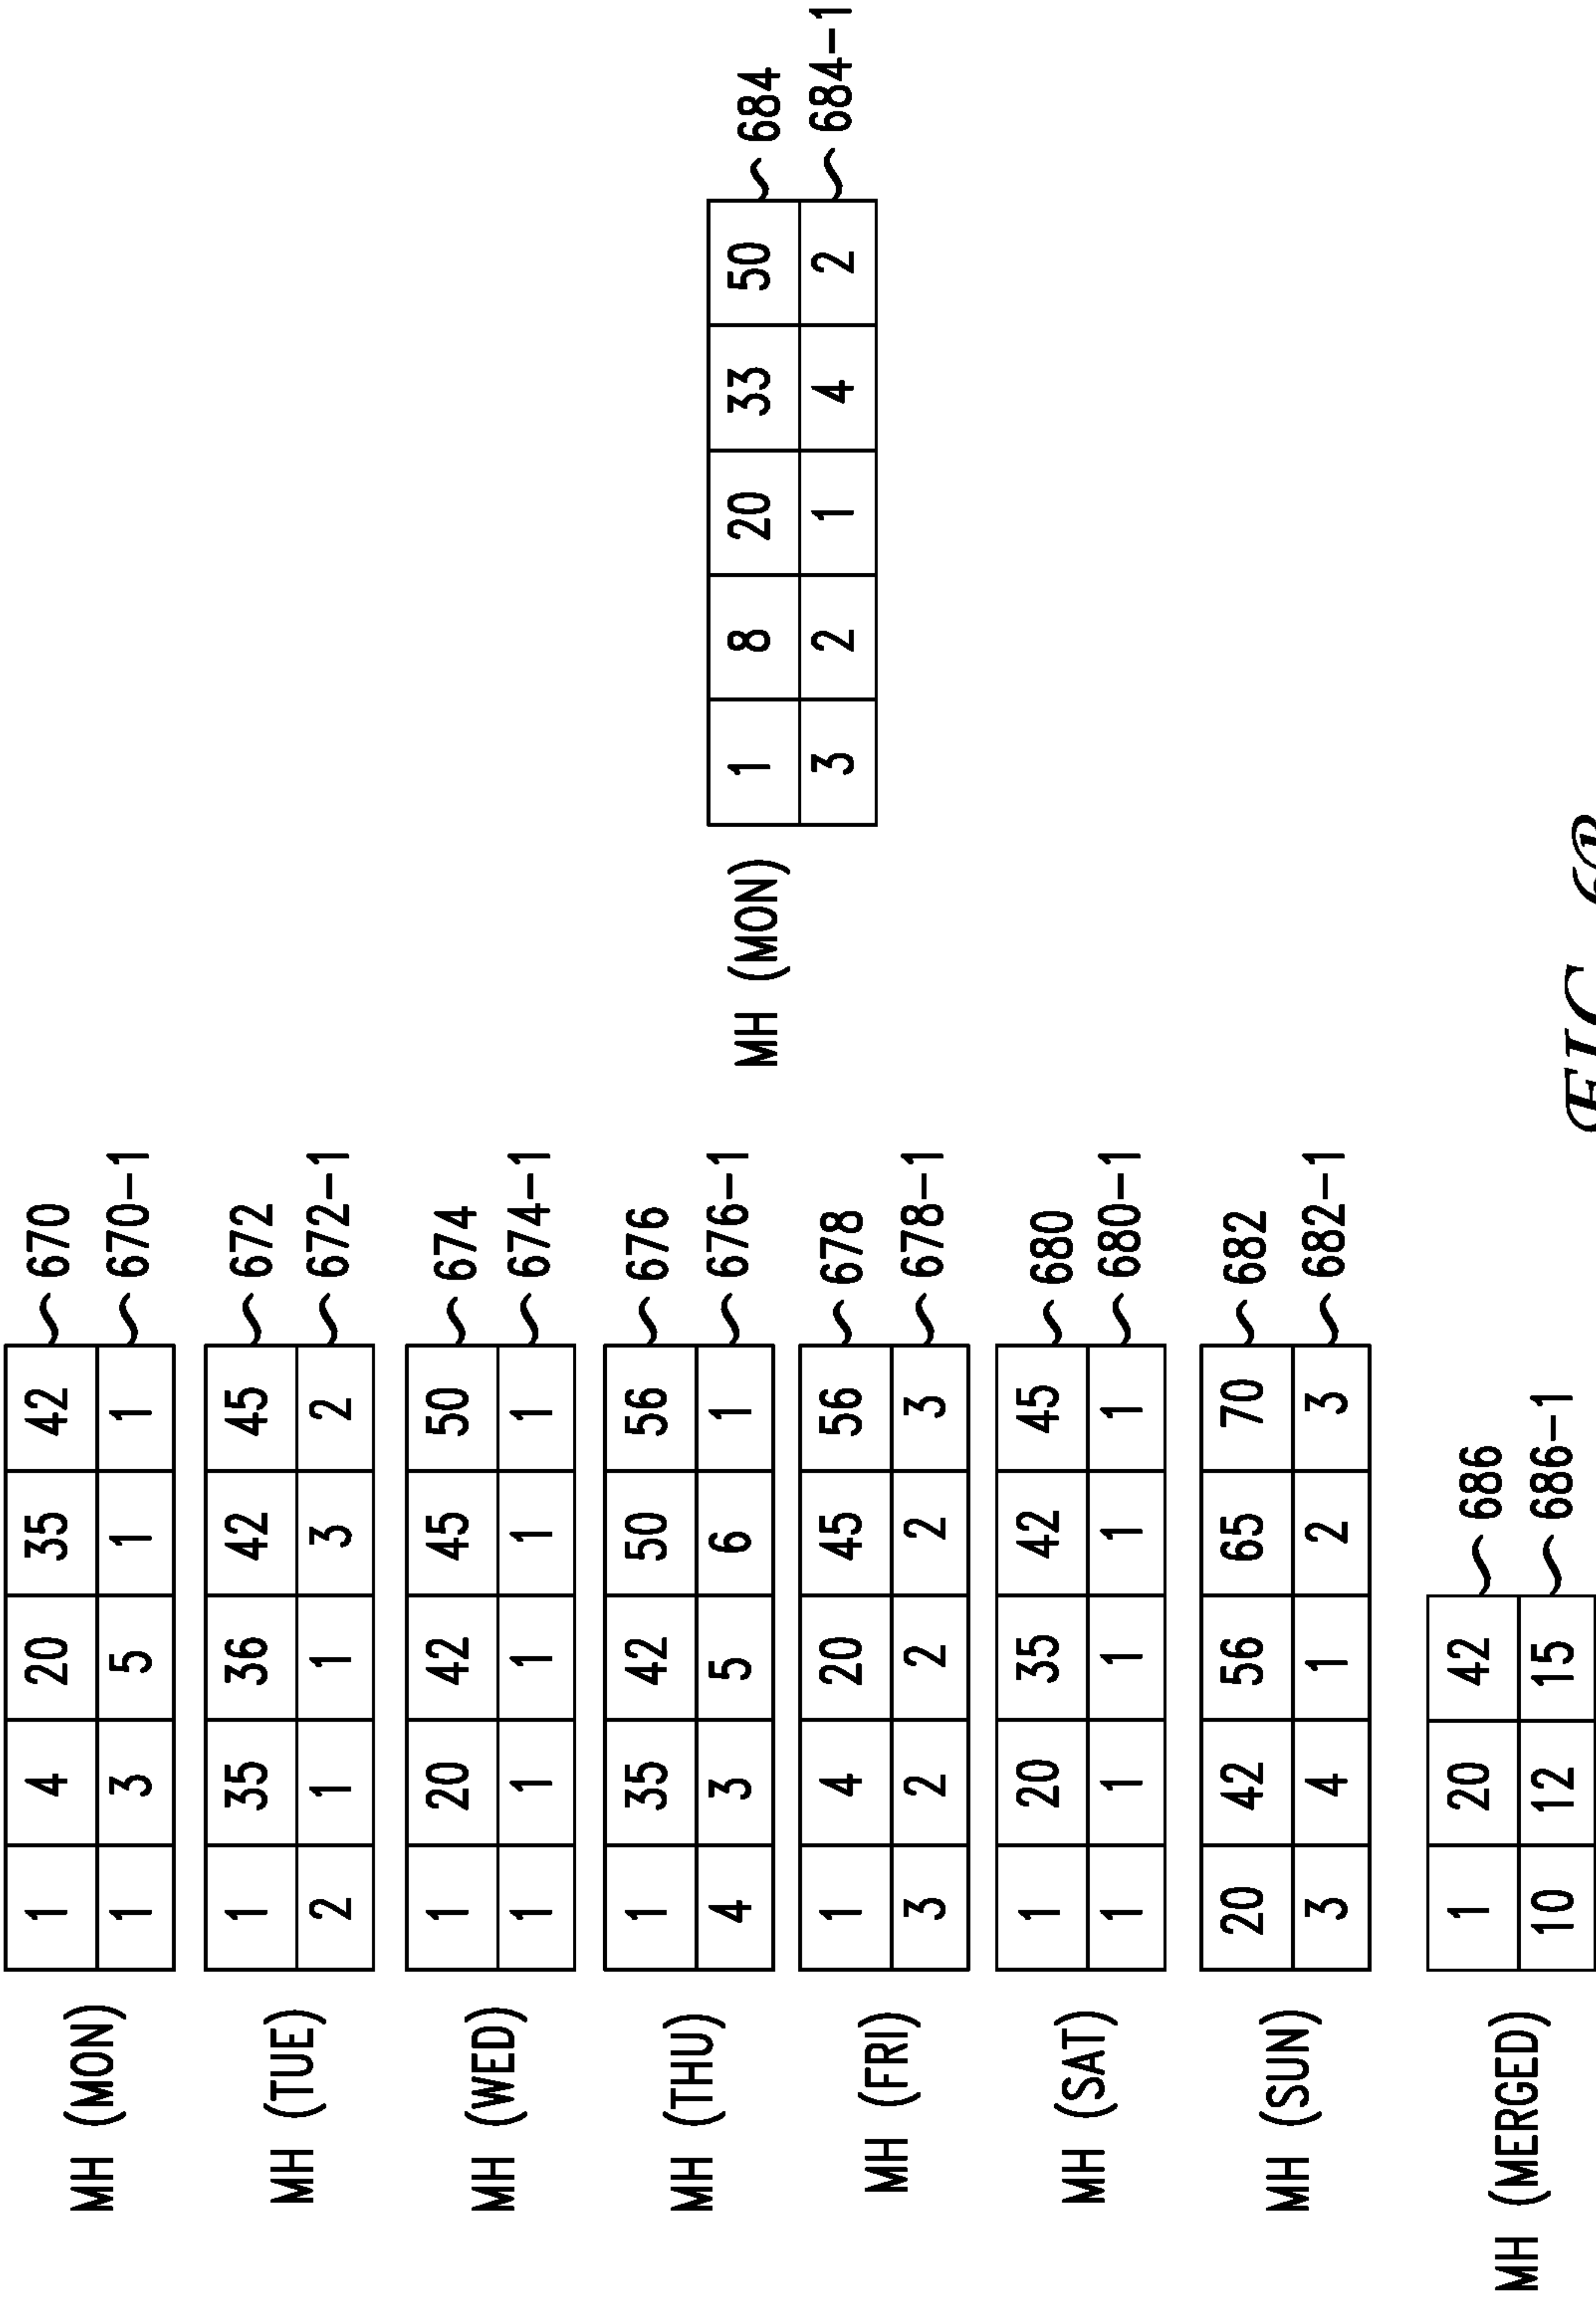 MH (MON) 1 4 20 35 42 670
1 3 5 1 1 670-1
MH (TUE) 1 35 36 42 45 672
2 1 1 3 2 672-1
MH (WED) 1 20 42 45 50 674
1 1 1 1 1 674-1
MH (THU) 1 35 42 50 56 676
4 3 5 6 1 676-1
MH (FRI) 1 4 20 45 56 678
3 2 2 2 3 678-1
MH (SAT) 1 20 35 42 45 680
1 1 1 1 1 680-1
MH (SUN) 20 42 56 65 70 682
3 4 1 2 3 682-1
MH (MERGED) 1 20 42 686
10 12 15 686-1
MH (MON) 1 8 20 33 50 684
3 2 1 4 2 684-1
FIG. 6B